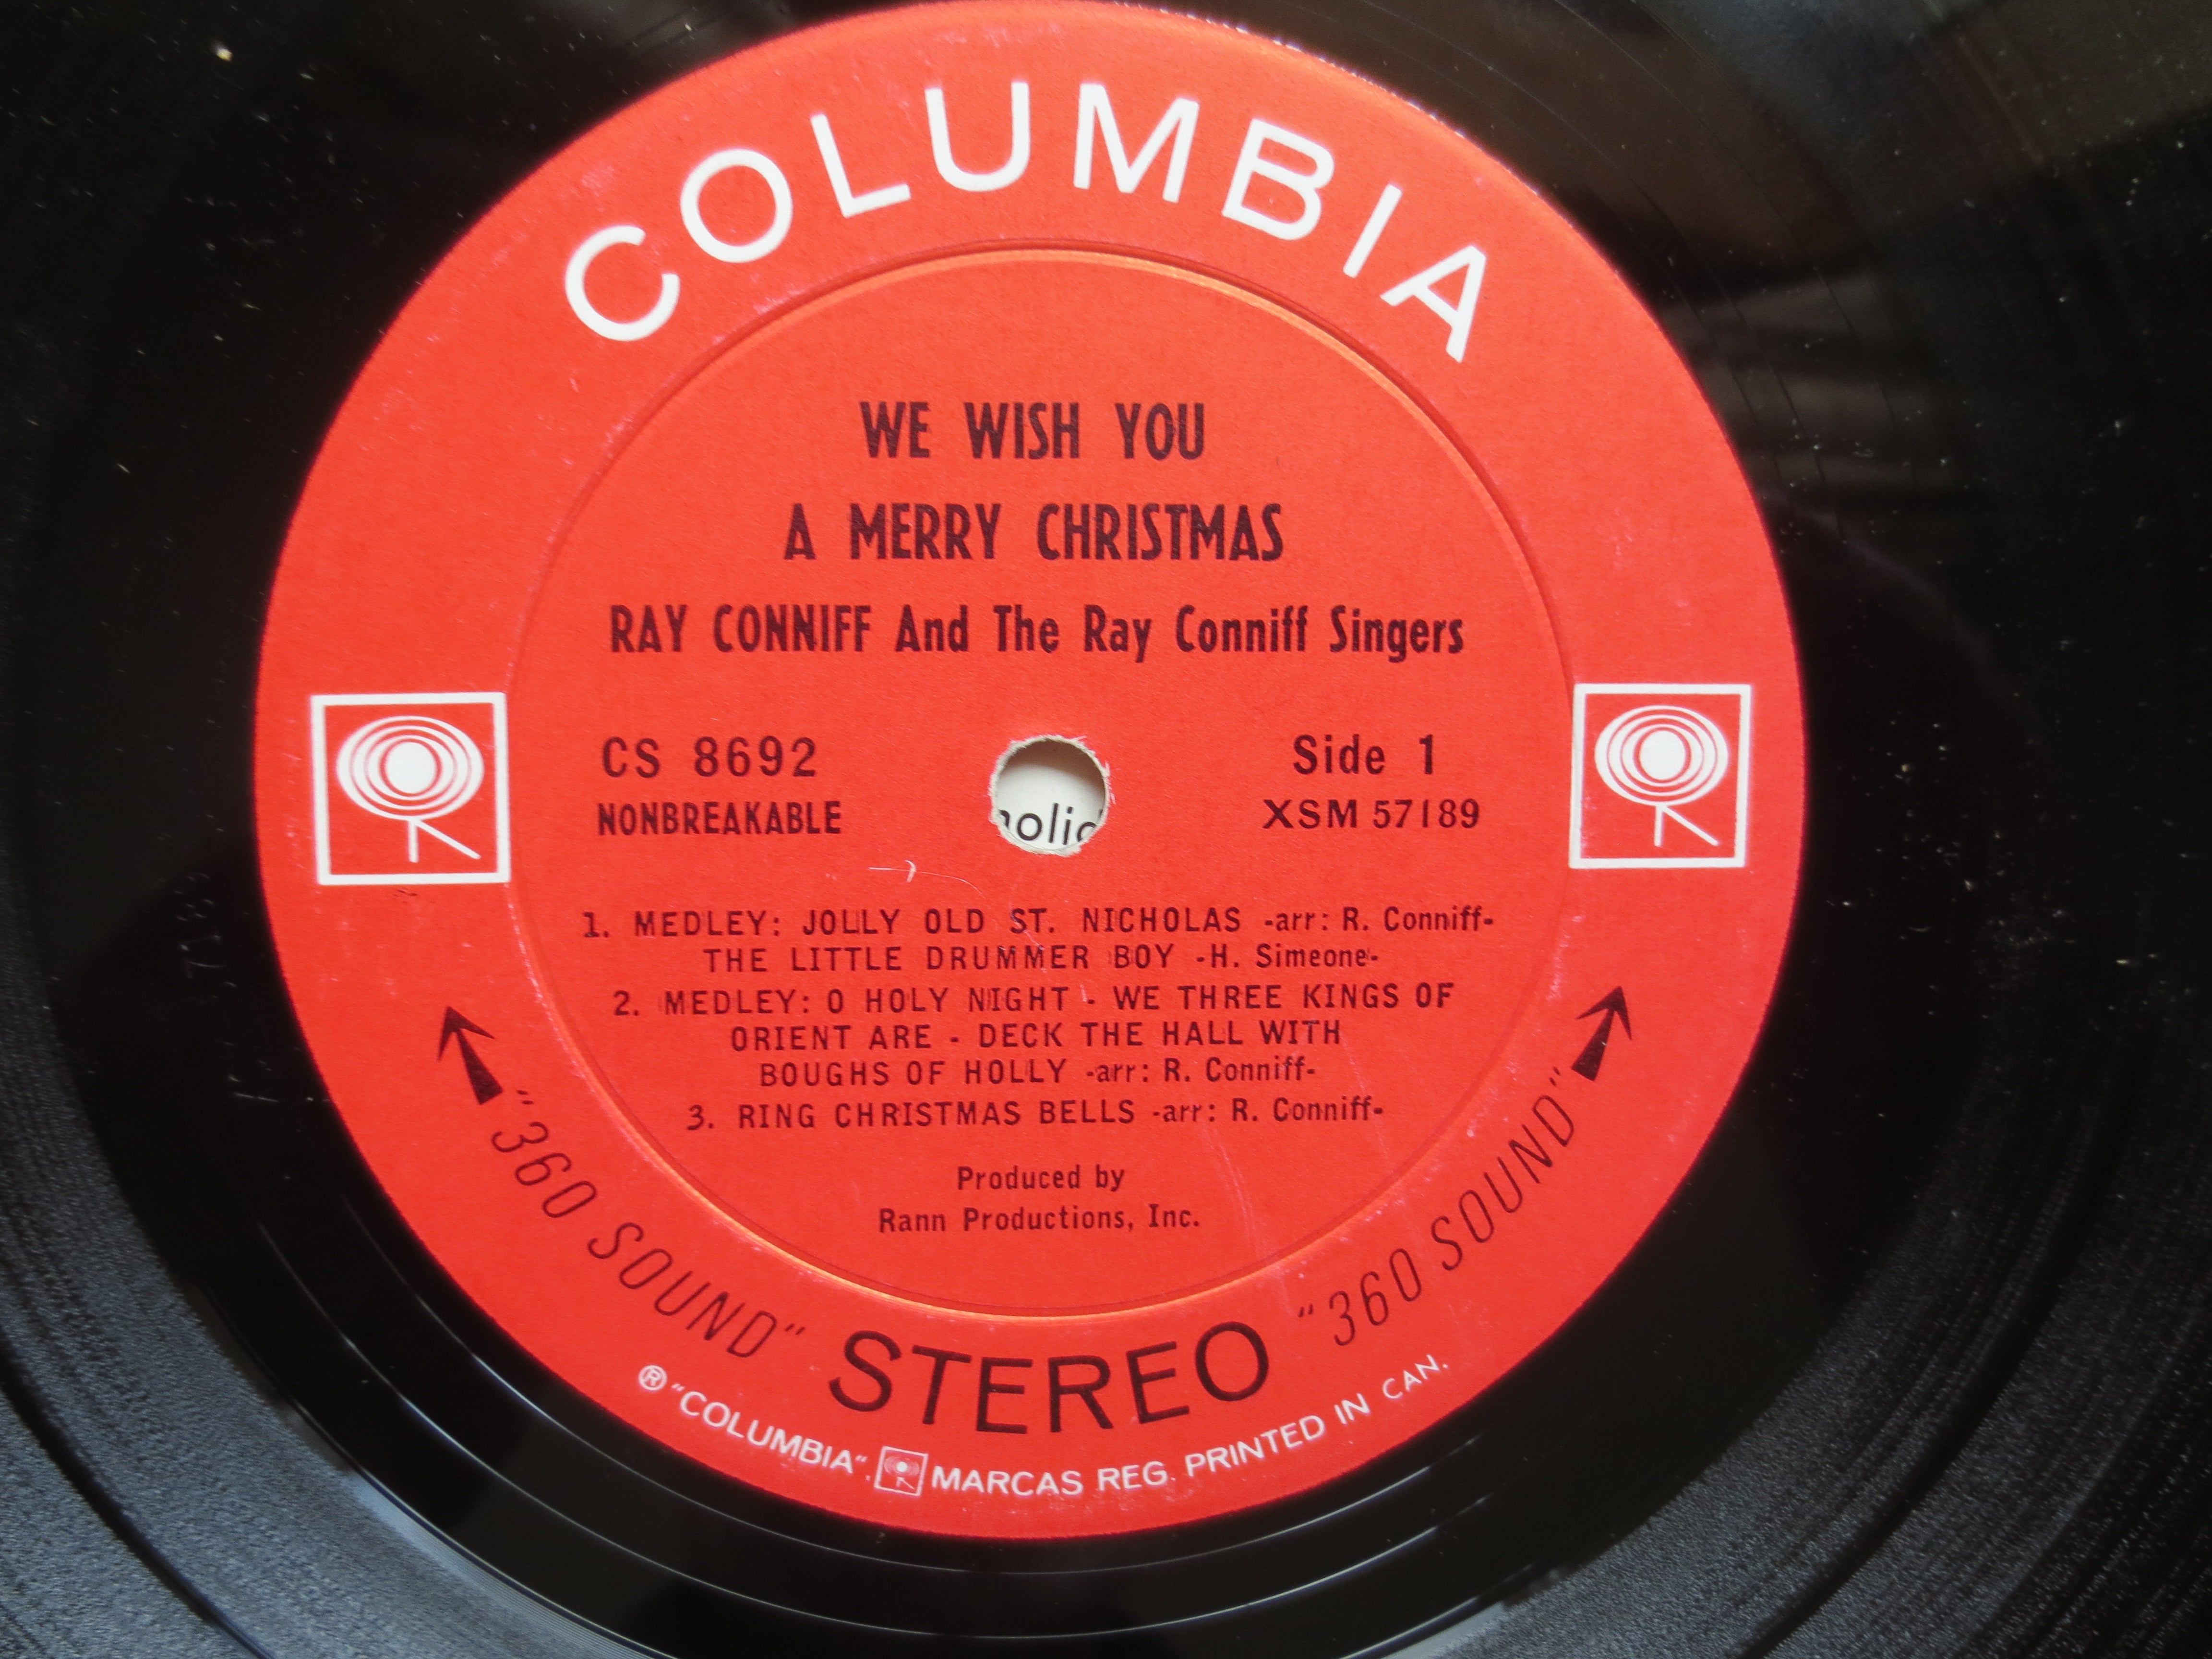 COLUMBIA
WE WISH YOU
A MERRY CHRISTMAS
RAY CONNIFF And The Ray Conniff Singers
CS 8692
Side 1
NONBREAKABLE
XSM 57189
1. MEDLEY: JOLLY OLD ST. NICHOLAS -arr: R. Conniff-
THE LITTLE DRUMMER BOY -H. Simeone-
2. MEDLEY: O HOLY NIGHT - WE THREE KINGS OF
ORIENT ARE - DECK THE HALL WITH
BOUGHS OF HOLLY -arr: R. Conniff-
3. RING CHRISTMAS BELLS -arr: R. Conniff-
Produced by
Rann Productions, Inc.
"360 SOUND" STEREO "360 SOUND"
® "COLUMBIA", MARCAS REG. PRINTED IN CAN.